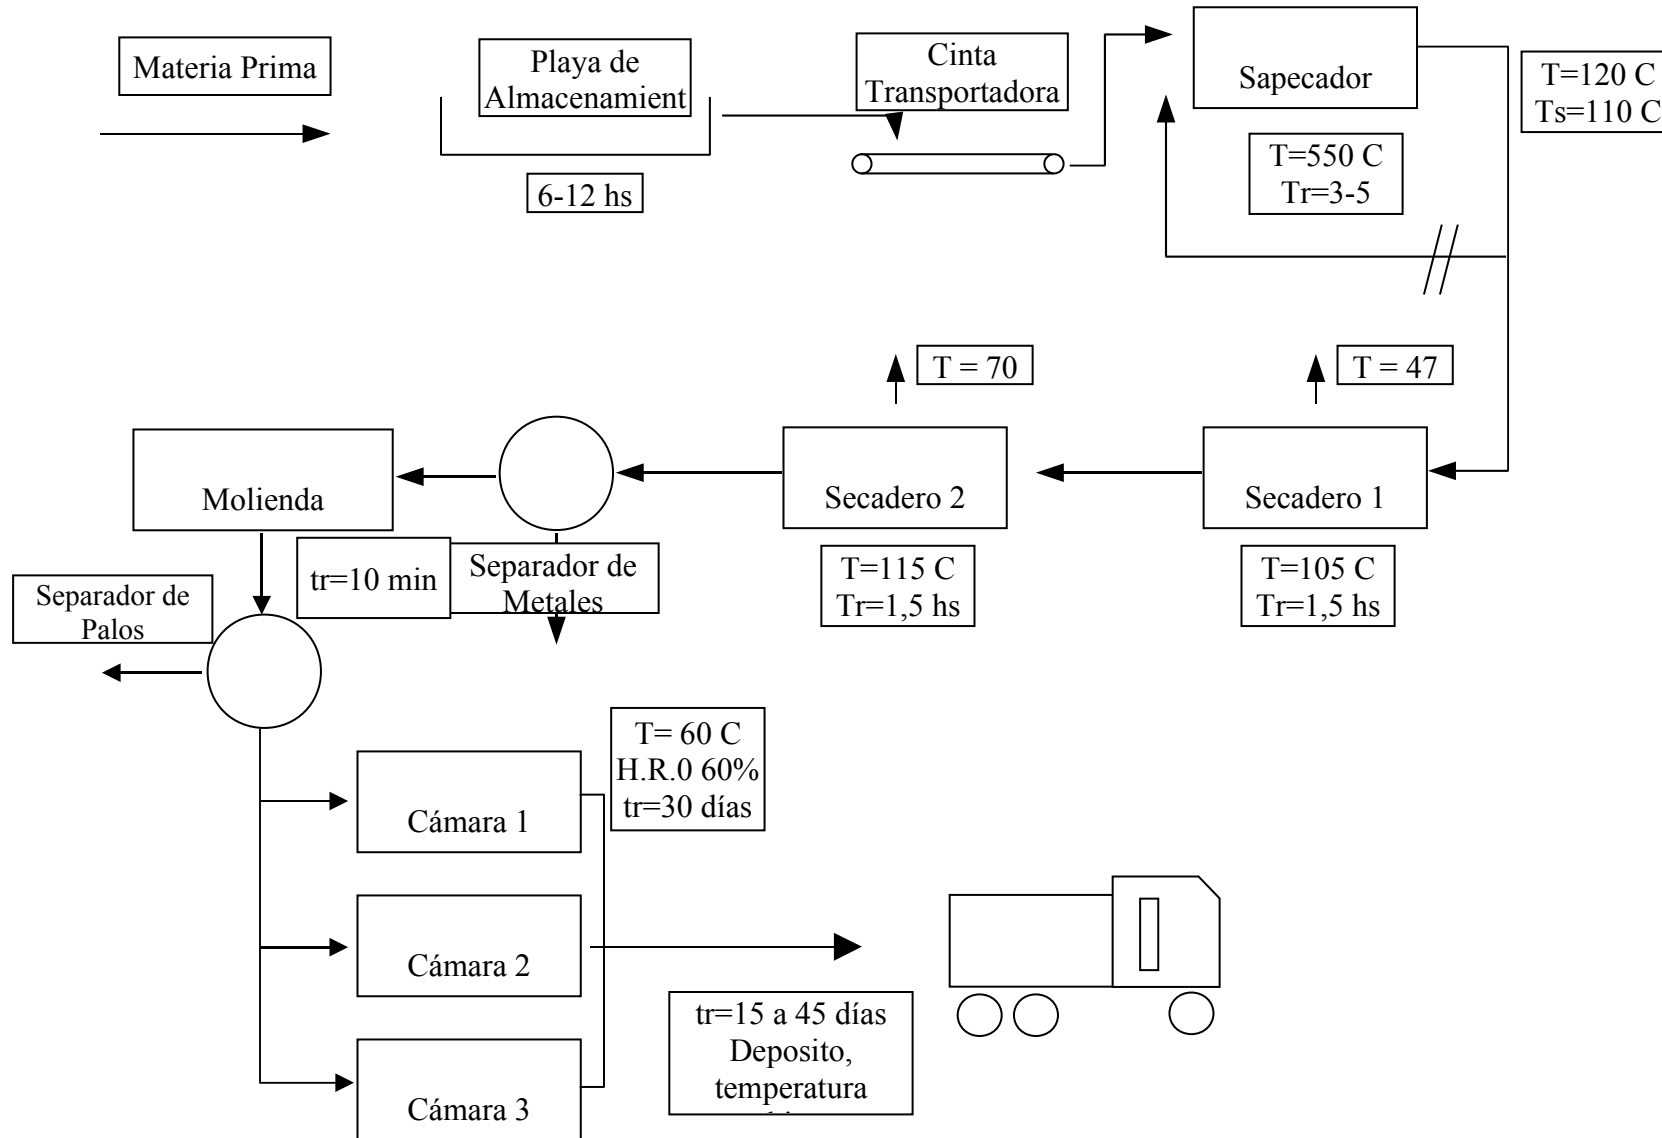 Materia Prima
Playa de
Almacenamient
6-12 hs
Cinta
Transportadora
Sapecador
T=120 C
Ts=110 C
T=550 C
Tr=3-5
T = 70
T = 47
Molienda
Secadero 2
Secadero 1
tr=10 min
Separador de
Metales
T=115 C
Tr=1,5 hs
T=105 C
Tr=1,5 hs
Separador de
Palos
T= 60 C
H.R.0 60%
tr=30 días
Cámara 1
Cámara 2
tr=15 a 45 días
Deposito,
temperatura
Cámara 3